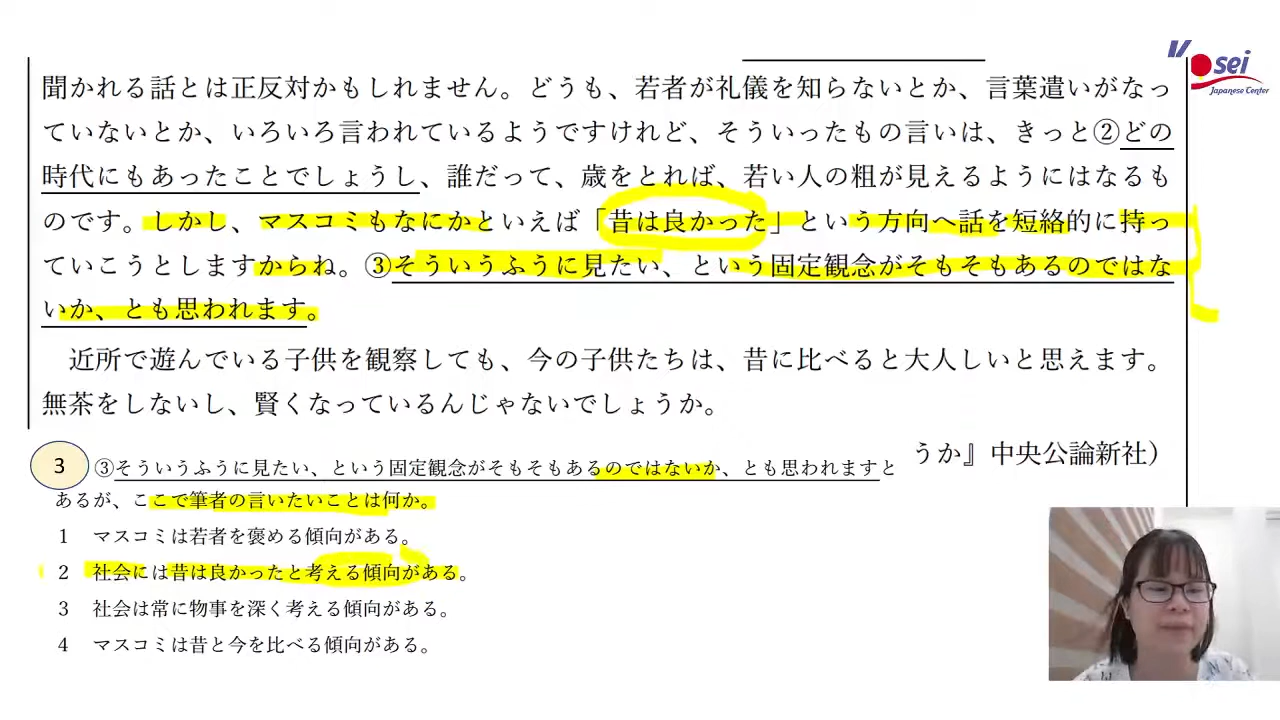 Kosei
Japanese Center
聞かれる話とは正反対かもしれません。どうも、若者が礼儀を知らないとか、言葉遣いがなっ
ていないとか、いろいろ言われているようですけれど、そういったもの言いは、きっと②どの
時代にもあったことでしょうし、誰だって、歳をとれば、若い人の粗が見えるようにはなるも
のです。しかし、マスコミもなにかといえば「昔は良かった」という方向へ話を短絡的に持っ
ていこうとしますからね。③そういうふうに見たい、という固定観念がそもそもあるのではな
いか、とも思われます。
近所で遊んでいる子供を観察しても、今の子供たちは、昔に比べると大人しいと思えます。
無茶をしないし、賢くなっているんじゃないでしょうか。
うか』中央公論新社）
3
③そういうふうに見たい、という固定観念がそもそもあるのではないか、とも思われますと
あるが、ここで筆者の言いたいことは何か。
1 マスコミは若者を褒める傾向がある。
2 社会には昔は良かったと考える傾向がある。
3 社会は常に物事を深く考える傾向がある。
4 マスコミは昔と今を比べる傾向がある。